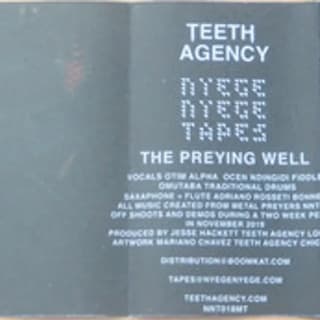 TEETH
AGENCY
NYEGE
NYEGE
TAPES
THE PREYING WELL
VOCALS OTIM ALPHA OCEN NDINGIDI FIDDLE
OMUTABA TRADITIONAL DRUMS
SAXAPHONE + FLUTE ADRIANO ROSSETI BONNE
ALL MUSIC CREATED FROM METAL PREYERS NNT
OFF SHOOTS AND DEMOS DURING A TWO WEEK PE
IN NOVEMBER 2019
PRODUCED BY JESSE HACKETT TEETH AGENCY LO
ARTWORK MARIANO CHAVEZ TEETH AGENCY CHIC
DISTRIBUTION@BOOMKAT.COM
TAPES@NYEGENYEGE.COM
TEETHAGENCY.COM
NNT018MT